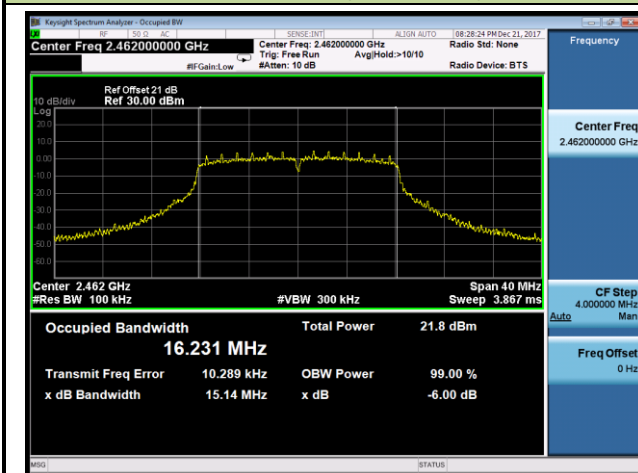 Keysight Spectrum Analyzer - Occupied BW
RF 50 Ω AC SENSE:INT ALIGN AUTO 08:28:24 PM Dec 21, 2017
Center Freq 2.462000000 GHz Center Freq: 2.462000000 GHz Radio Std: None
Trig: Free Run Avg|Hold:>10/10
#IFGain:Low #Atten: 10 dB Radio Device: BTS
Frequency
Ref Offset 21 dB
10 dB/div Ref 30.00 dBm
Log
20.0
10.0
0.00
-10.0
-20.0
-30.0
-40.0
-50.0
-60.0
Center Freq
2.462000000 GHz
Center 2.462 GHz Span 40 MHz
#Res BW 100 kHz #VBW 300 kHz Sweep 3.867 ms
CF Step
4.000000 MHz
Auto Man
Occupied Bandwidth Total Power 21.8 dBm
16.231 MHz
Transmit Freq Error 10.289 kHz OBW Power 99.00 %
x dB Bandwidth 15.14 MHz x dB -6.00 dB
Freq Offset
0 Hz
MSG STATUS